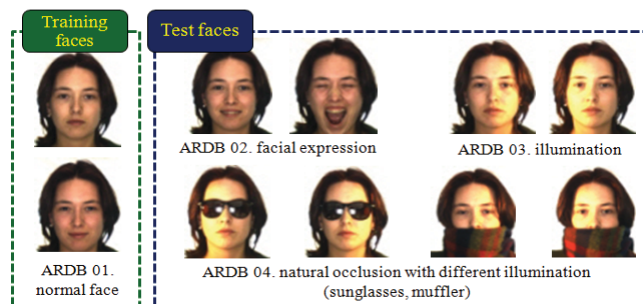 Training
faces
Test faces
ARDB 02. facial expression
ARDB 03. illumination
ARDB 01.
normal face
ARDB 04. natural occlusion with different illumination
(sunglasses, muffler)